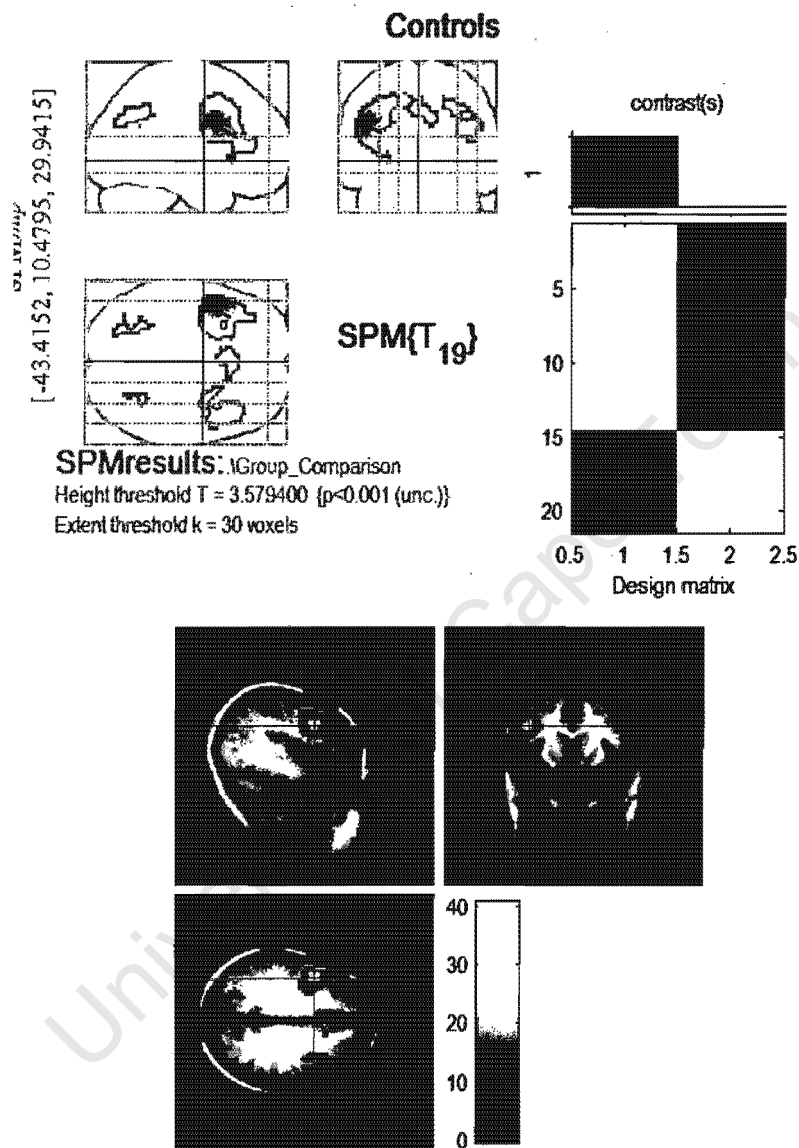 Controls
contrast(s)
1
[-43.4152, 10.4795, 29.9415]
SPM{T19}
5
10
15
20
0.5 1 1.5 2 2.5
Design matrix
SPMresults: .\Group_Comparison
Height threshold T = 3.579400 {p<0.001 (unc.)}
Extent threshold k = 30 voxels
40
30
20
10
0